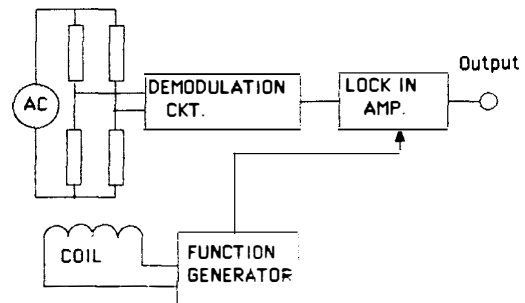 Output
AC
DEMODULATION
CKT.
LOCK IN
AMP.
COIL
FUNCTION
GENERATOR